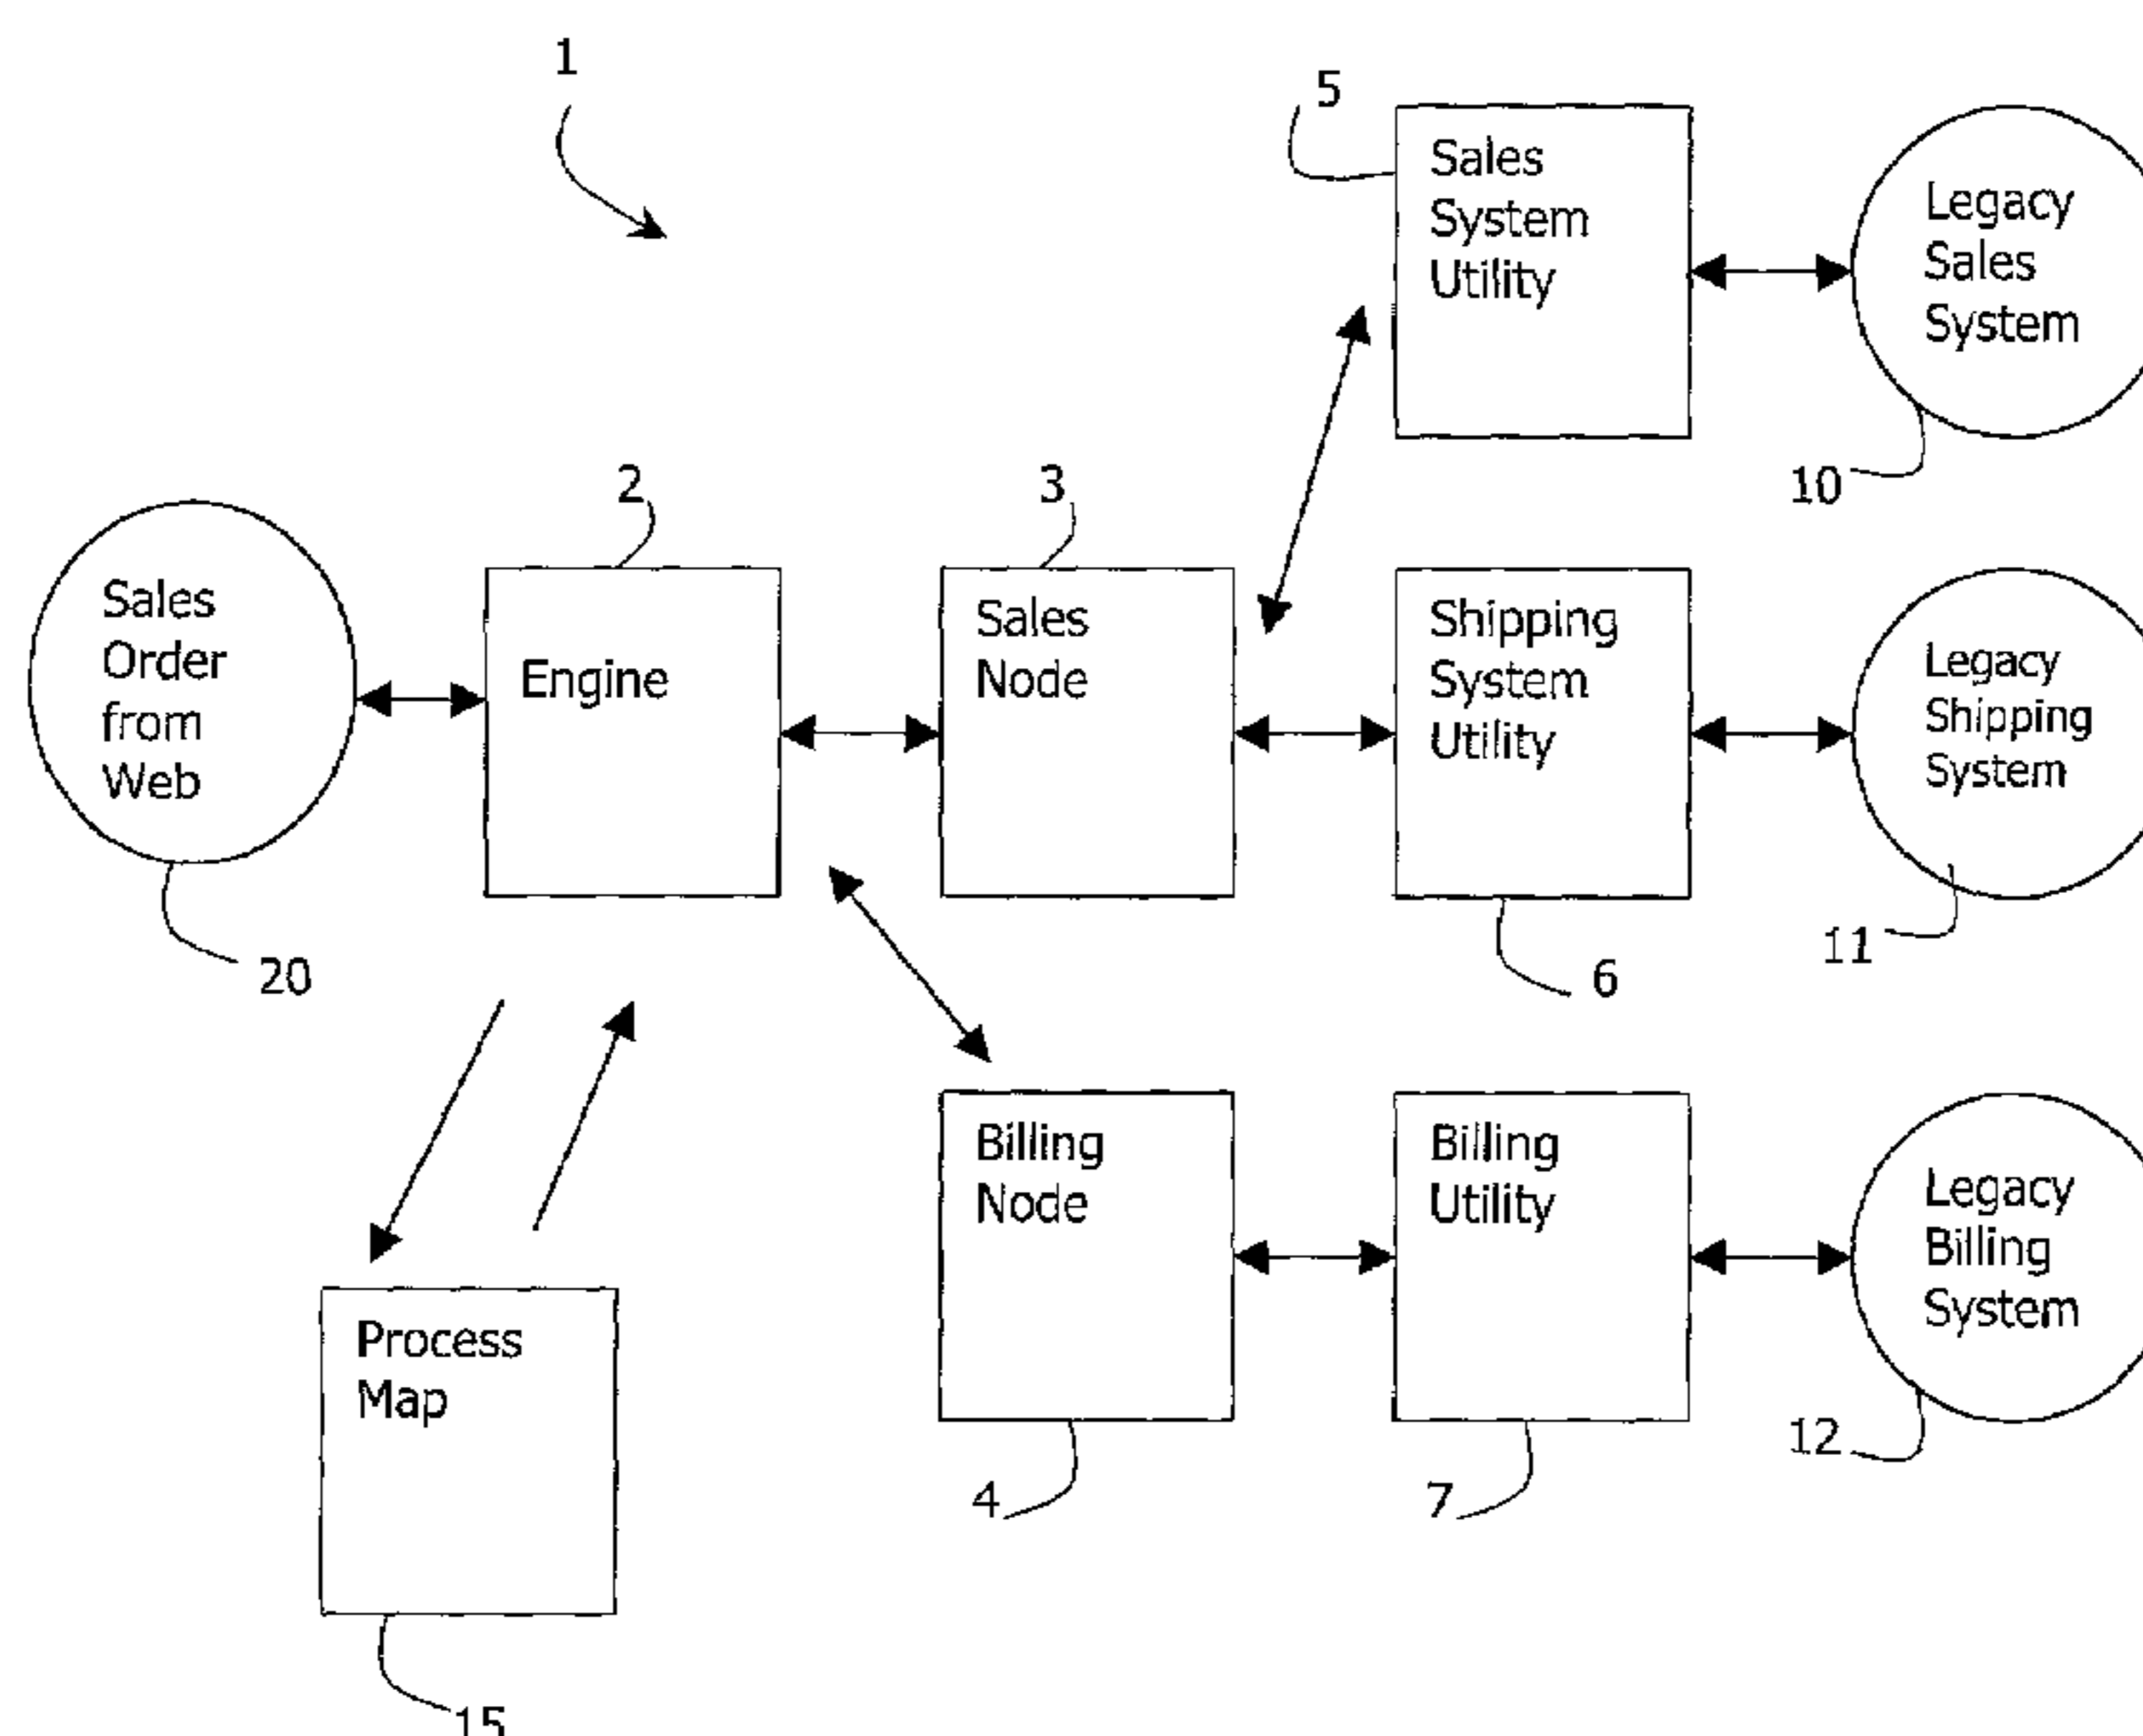 1
5
Sales
System
Utility
Legacy
Sales
System
10
2
3
Sales
Order
from
Web
Engine
Sales
Node
Shipping
System
Utility
Legacy
Shipping
System
20
6
11
Billing
Node
Billing
Utility
Legacy
Billing
System
Process
Map
4
7
12
15